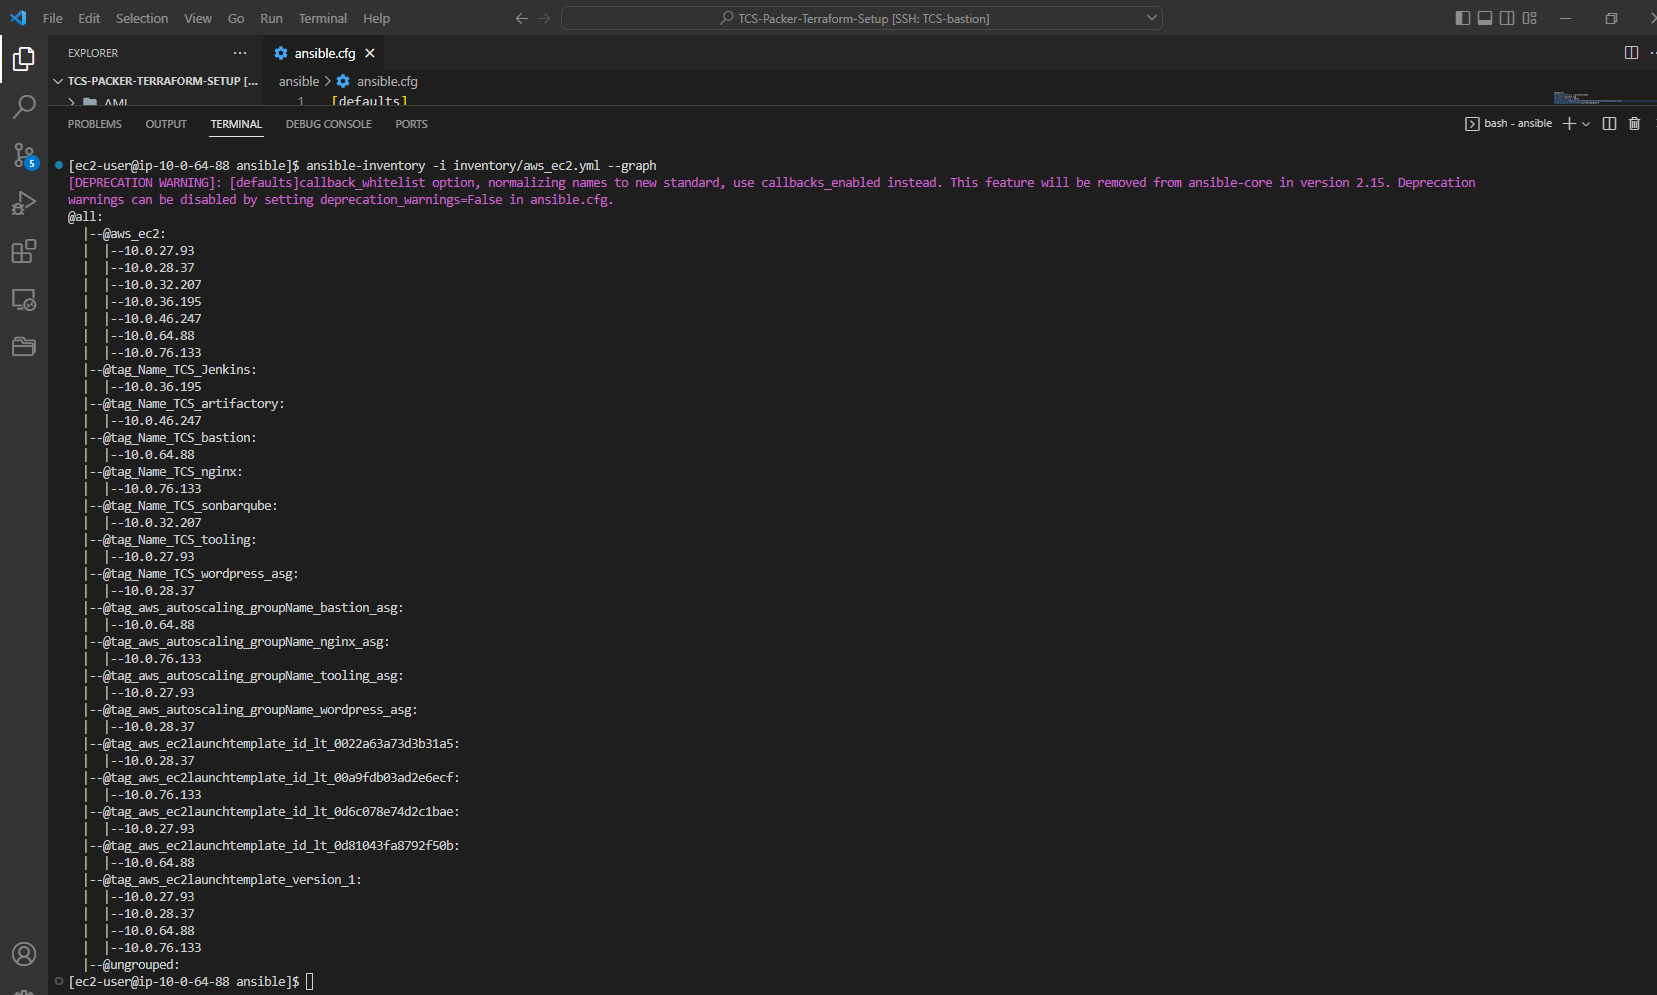 File Edit Selection View Go Run Terminal Help
TCS-Packer-Terraform-Setup [SSH: TCS-bastion]
EXPLORER
ansible.cfg
TCS-PACKER-TERRAFORM-SETUP [...
ansible > ansible.cfg
AMI
1 [defaults]
PROBLEMS OUTPUT TERMINAL DEBUG CONSOLE PORTS
bash - ansible
5
[ec2-user@ip-10-0-64-88 ansible]$ ansible-inventory -i inventory/aws_ec2.yml --graph
[DEPRECATION WARNING]: [defaults]callback_whitelist option, normalizing names to new standard, use callbacks_enabled instead. This feature will be removed from ansible-core in version 2.15. Deprecation
warnings can be disabled by setting deprecation_warnings=False in ansible.cfg.
@all:
|--@aws_ec2:
| |--10.0.27.93
| |--10.0.28.37
| |--10.0.32.207
| |--10.0.36.195
| |--10.0.46.247
| |--10.0.64.88
| |--10.0.76.133
|--@tag_Name_TCS_Jenkins:
| |--10.0.36.195
|--@tag_Name_TCS_artifactory:
| |--10.0.46.247
|--@tag_Name_TCS_bastion:
| |--10.0.64.88
|--@tag_Name_TCS_nginx:
| |--10.0.76.133
|--@tag_Name_TCS_sonbarqube:
| |--10.0.32.207
|--@tag_Name_TCS_tooling:
| |--10.0.27.93
|--@tag_Name_TCS_wordpress_asg:
| |--10.0.28.37
|--@tag_aws_autoscaling_groupName_bastion_asg:
| |--10.0.64.88
|--@tag_aws_autoscaling_groupName_nginx_asg:
| |--10.0.76.133
|--@tag_aws_autoscaling_groupName_tooling_asg:
| |--10.0.27.93
|--@tag_aws_autoscaling_groupName_wordpress_asg:
| |--10.0.28.37
|--@tag_aws_ec2launchtemplate_id_lt_0022a63a73d3b31a5:
| |--10.0.28.37
|--@tag_aws_ec2launchtemplate_id_lt_00a9fdb03ad2e6ecf:
| |--10.0.76.133
|--@tag_aws_ec2launchtemplate_id_lt_0d6c078e74d2c1bae:
| |--10.0.27.93
|--@tag_aws_ec2launchtemplate_id_lt_0d81043fa8792f50b:
| |--10.0.64.88
|--@tag_aws_ec2launchtemplate_version_1:
| |--10.0.27.93
| |--10.0.28.37
| |--10.0.64.88
| |--10.0.76.133
|--@ungrouped:
[ec2-user@ip-10-0-64-88 ansible]$